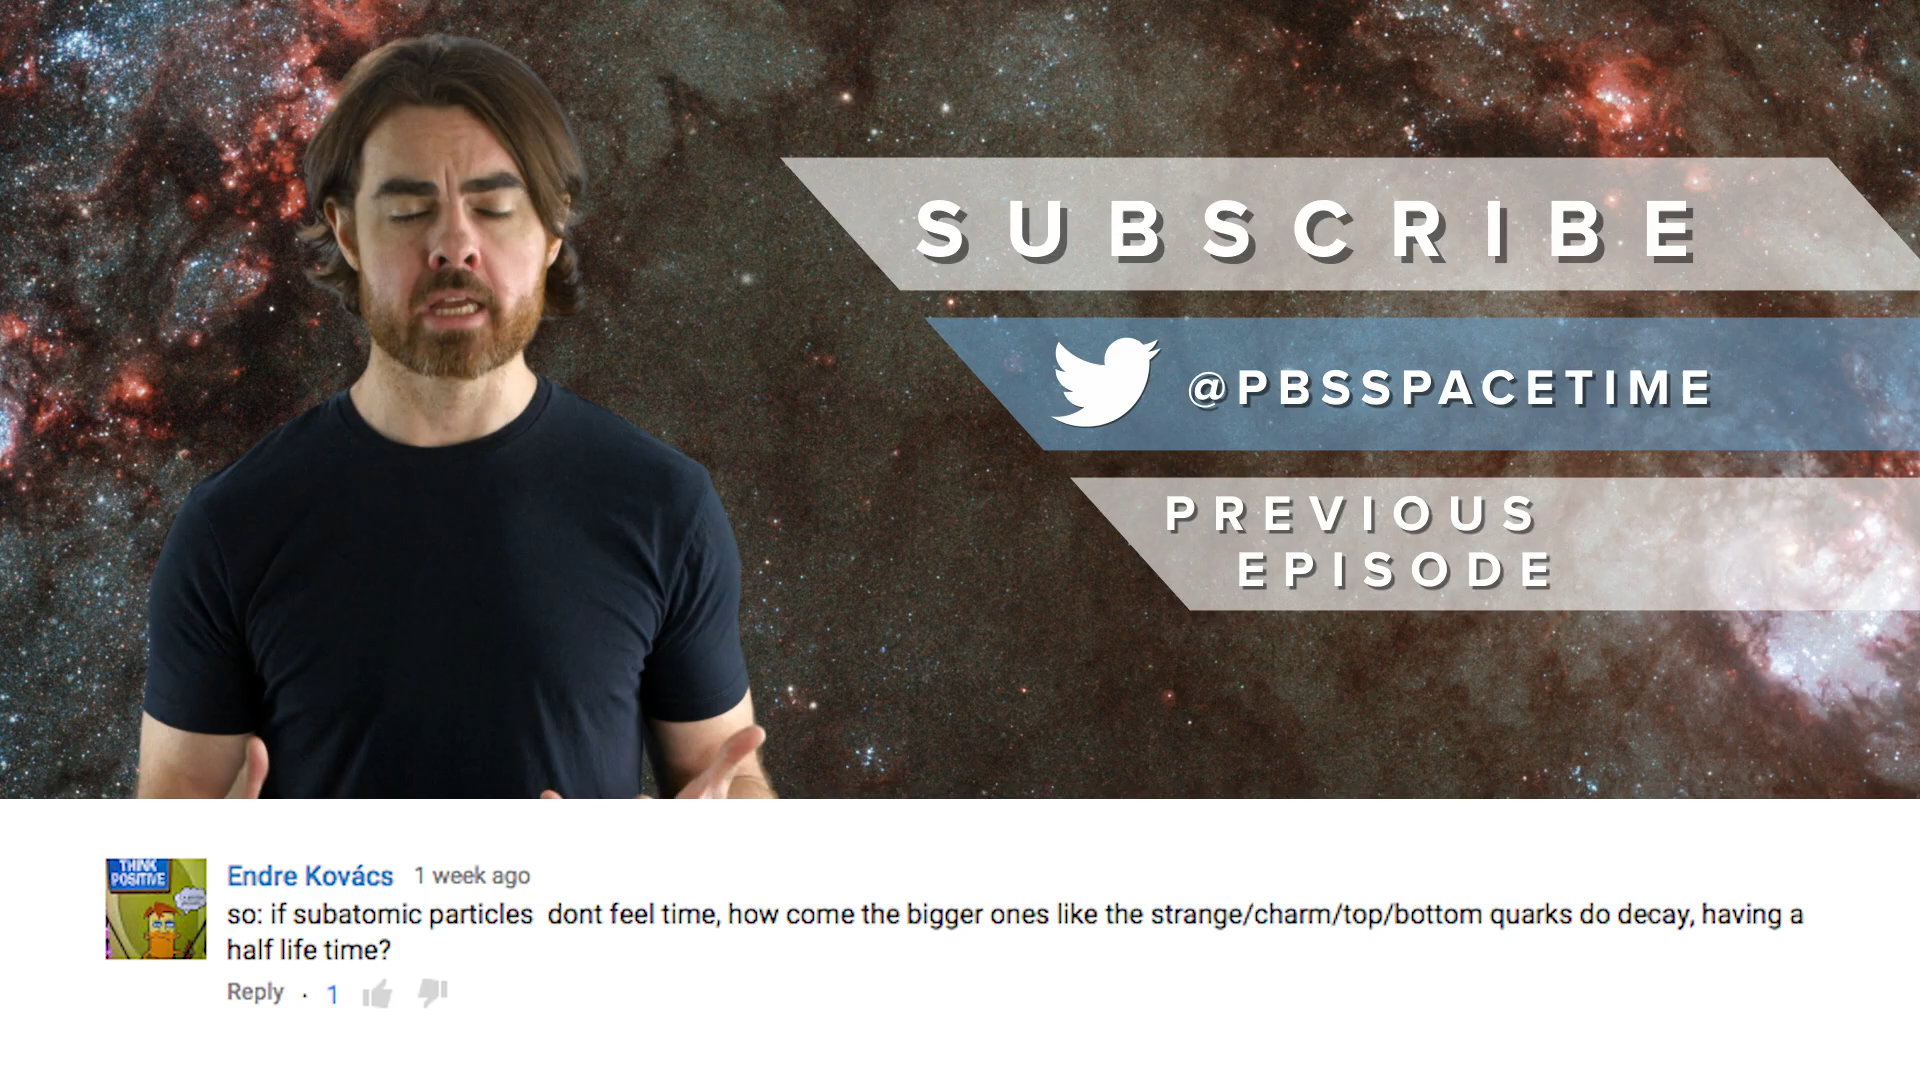 SUBSCRIBE
@PBSSPACETIME
PREVIOUS
EPISODE
THINK
POSITIVE
Endre Kovács 1 week ago
so: if subatomic particles dont feel time, how come the bigger ones like the strange/charm/top/bottom quarks do decay, having a
half life time?
Reply · 1